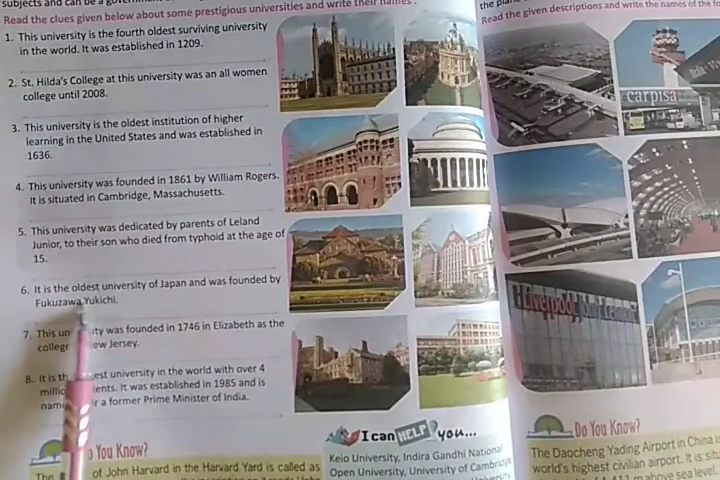 subjects and can be a
Read the clues given below about some prestigious universities and write their names.
1. This university is the fourth oldest surviving university
in the world. It was established in 1209.
2. St. Hilda's College at this university was an all women
college until 2008.
3. This university is the oldest institution of higher
learning in the United States and was established in
1636.
4. This university was founded in 1861 by William Rogers.
It is situated in Cambridge, Massachusetts.
5. This university was dedicated by parents of Leland
Junior, to their son who died from typhoid at the age of
15.
6. It is the oldest university of Japan and was founded by
Fukuzawa Yukichi.
7. This un ity was founded in 1746 in Elizabeth as the
college ew Jersey.
8. It is th est university in the world with over 4
millio ents. It was established in 1985 and is
nam r a former Prime Minister of India.
I can HELP you...
Keio University, Indira Gandhi National
Open University, University of Cambridge
Do You Know?
The of John Harvard in the Harvard Yard is called as
the plane
Read the given descriptions and write the names of the
carpisa
Liverpool John Lennon
Do You Know?
The Daocheng Yading Airport in China is
world's highest civilian airport. It is situ
m above sea level.